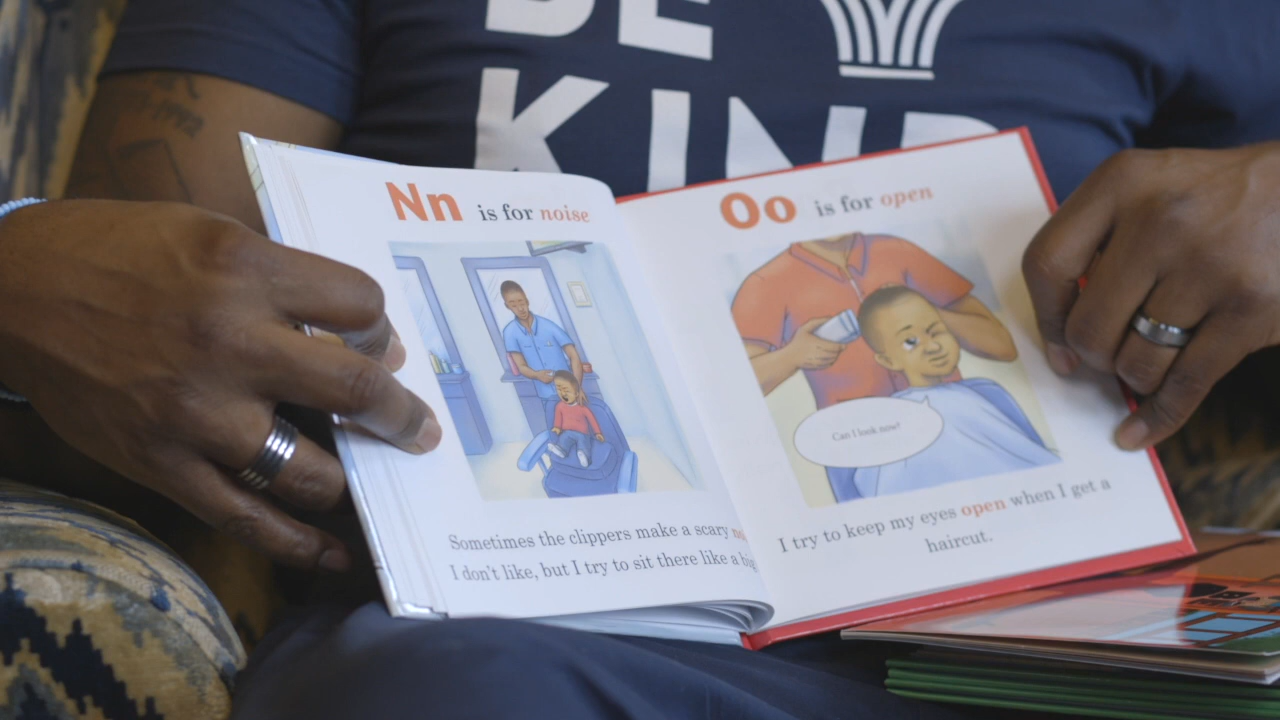 BE
KIND
Nn is for noise
Sometimes the clippers make a scary
I don't like, but I try to sit there like a
Oo is for open
Can I look now?
I try to keep my eyes open when I get a
haircut.